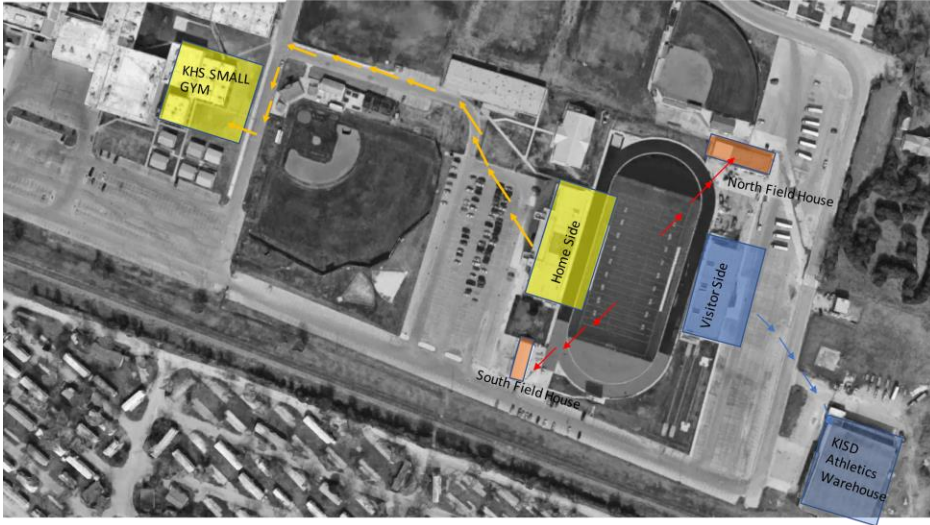 KHS SMALL
GYM
North Field House
Home Side
Visitor Side
South Field House
KISD
Athletics
Warehouse